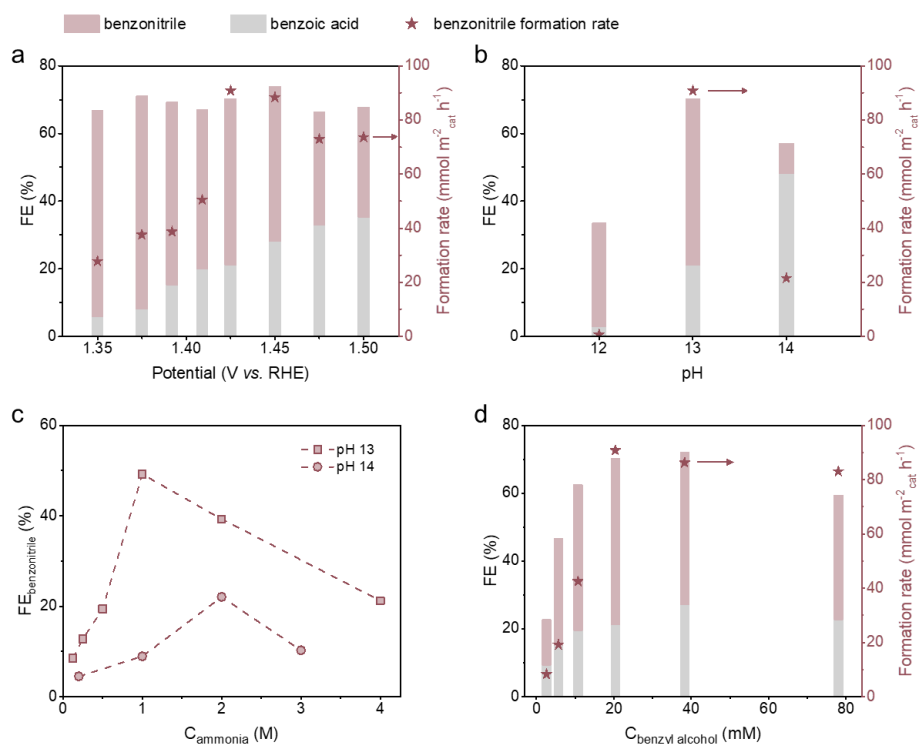 benzonitrile benzoic acid benzonitrile formation rate
a
80
60
40
20
0
FE (%)
100
80
60
40
20
0
Formation rate (mmol m⁻²cat h⁻¹)
1.35 1.40 1.45 1.50
Potential (V vs. RHE)
b
80
60
40
20
0
FE (%)
100
80
60
40
20
0
Formation rate (mmol m⁻²cat h⁻¹)
12 13 14
pH
c
60
40
20
0
FEbenzonitrile (%)
pH 13
pH 14
0 1 2 3 4
Cammonia (M)
d
80
60
40
20
0
FE (%)
100
80
60
40
20
0
Formation rate (mmol m⁻²cat h⁻¹)
0 20 40 60 80
Cbenzyl alcohol (mM)